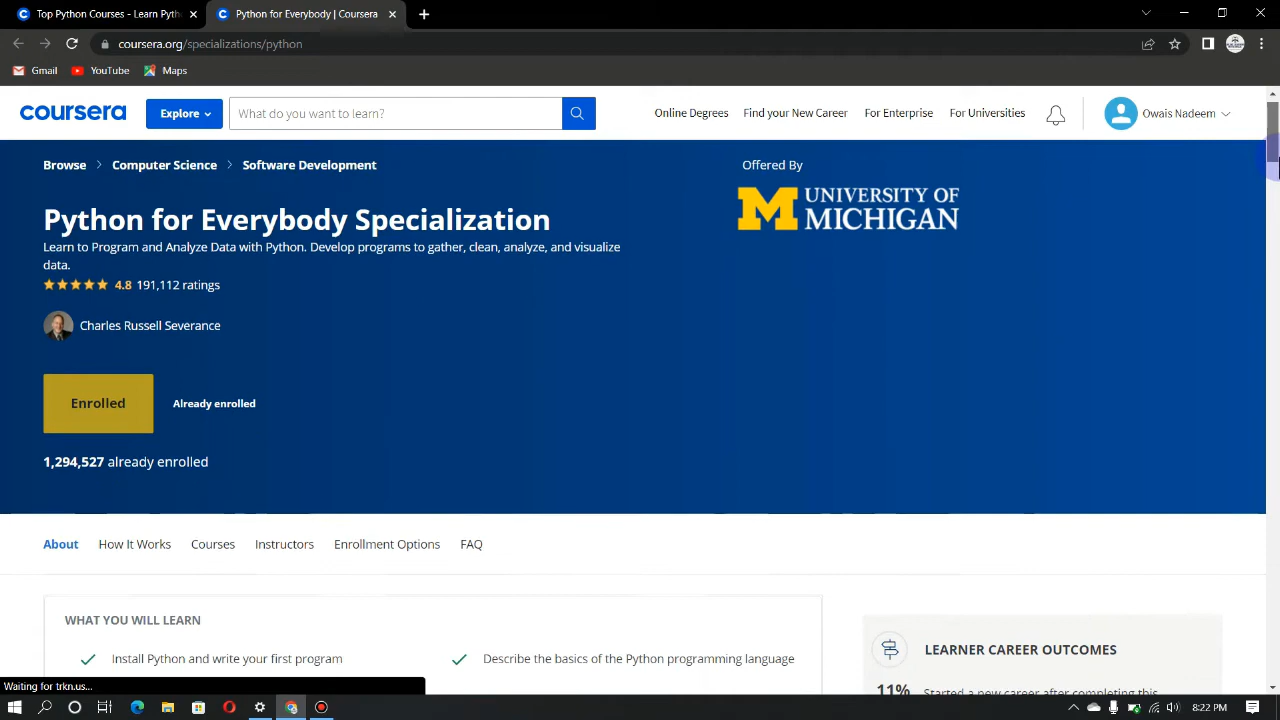 Top Python Courses - Learn Pyth
Python for Everybody | Coursera
coursera.org/specializations/python
Gmail
YouTube
Maps
coursera
Explore
What do you want to learn?
Online Degrees
Find your New Career
For Enterprise
For Universities
Owais Nadeem
Browse
Computer Science
Software Development
Offered By
M UNIVERSITY OF
MICHIGAN
Python for Everybody Specialization
Learn to Program and Analyze Data with Python. Develop programs to gather, clean, analyze, and visualize
data.
4.8 191,112 ratings
Charles Russell Severance
Enrolled
Already enrolled
1,294,527 already enrolled
About
How It Works
Courses
Instructors
Enrollment Options
FAQ
WHAT YOU WILL LEARN
Install Python and write your first program
Describe the basics of the Python programming language
LEARNER CAREER OUTCOMES
11%
Started a new career after completing this
Waiting for trkn.us...
8:22 PM